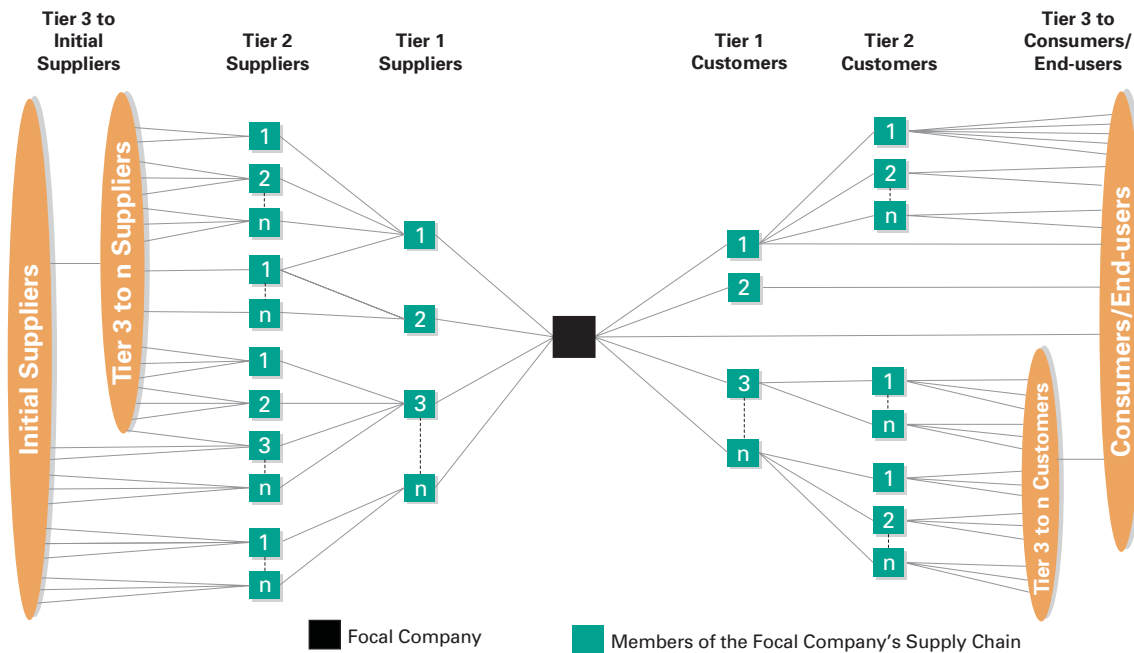 Tier 3 to
Initial
Suppliers
Tier 2
Suppliers
Tier 1
Suppliers
Tier 1
Customers
Tier 2
Customers
Tier 3 to
Consumers/
End-users
Initial Suppliers
Tier 3 to n Suppliers
1
2
n
1
n
1
2
3
n
1
n
1
2
3
n
1
2
3
n
1
2
n
1
n
1
2
n
Tier 3 to n Customers
Consumers/End-users
Focal Company
Members of the Focal Company's Supply Chain